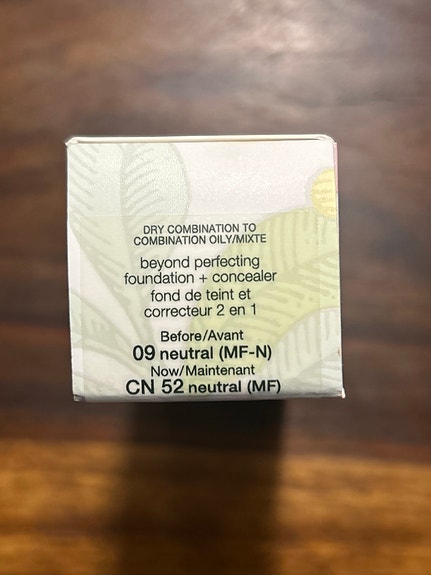 DRY COMBINATION TO
COMBINATION OILY/MIXTE
beyond perfecting
foundation + concealer
fond de teint et
correcteur 2 en 1
Before/Avant
09 neutral (MF-N)
Now/Maintenant
CN 52 neutral (MF)